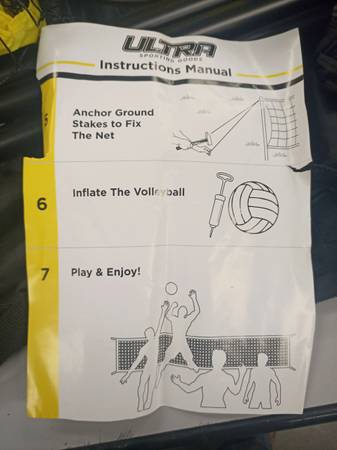 ULTRA
SPORTING GOODS
Instructions Manual
5
Anchor Ground
Stakes to Fix
The Net
6
Inflate The Volleyball
7
Play & Enjoy!